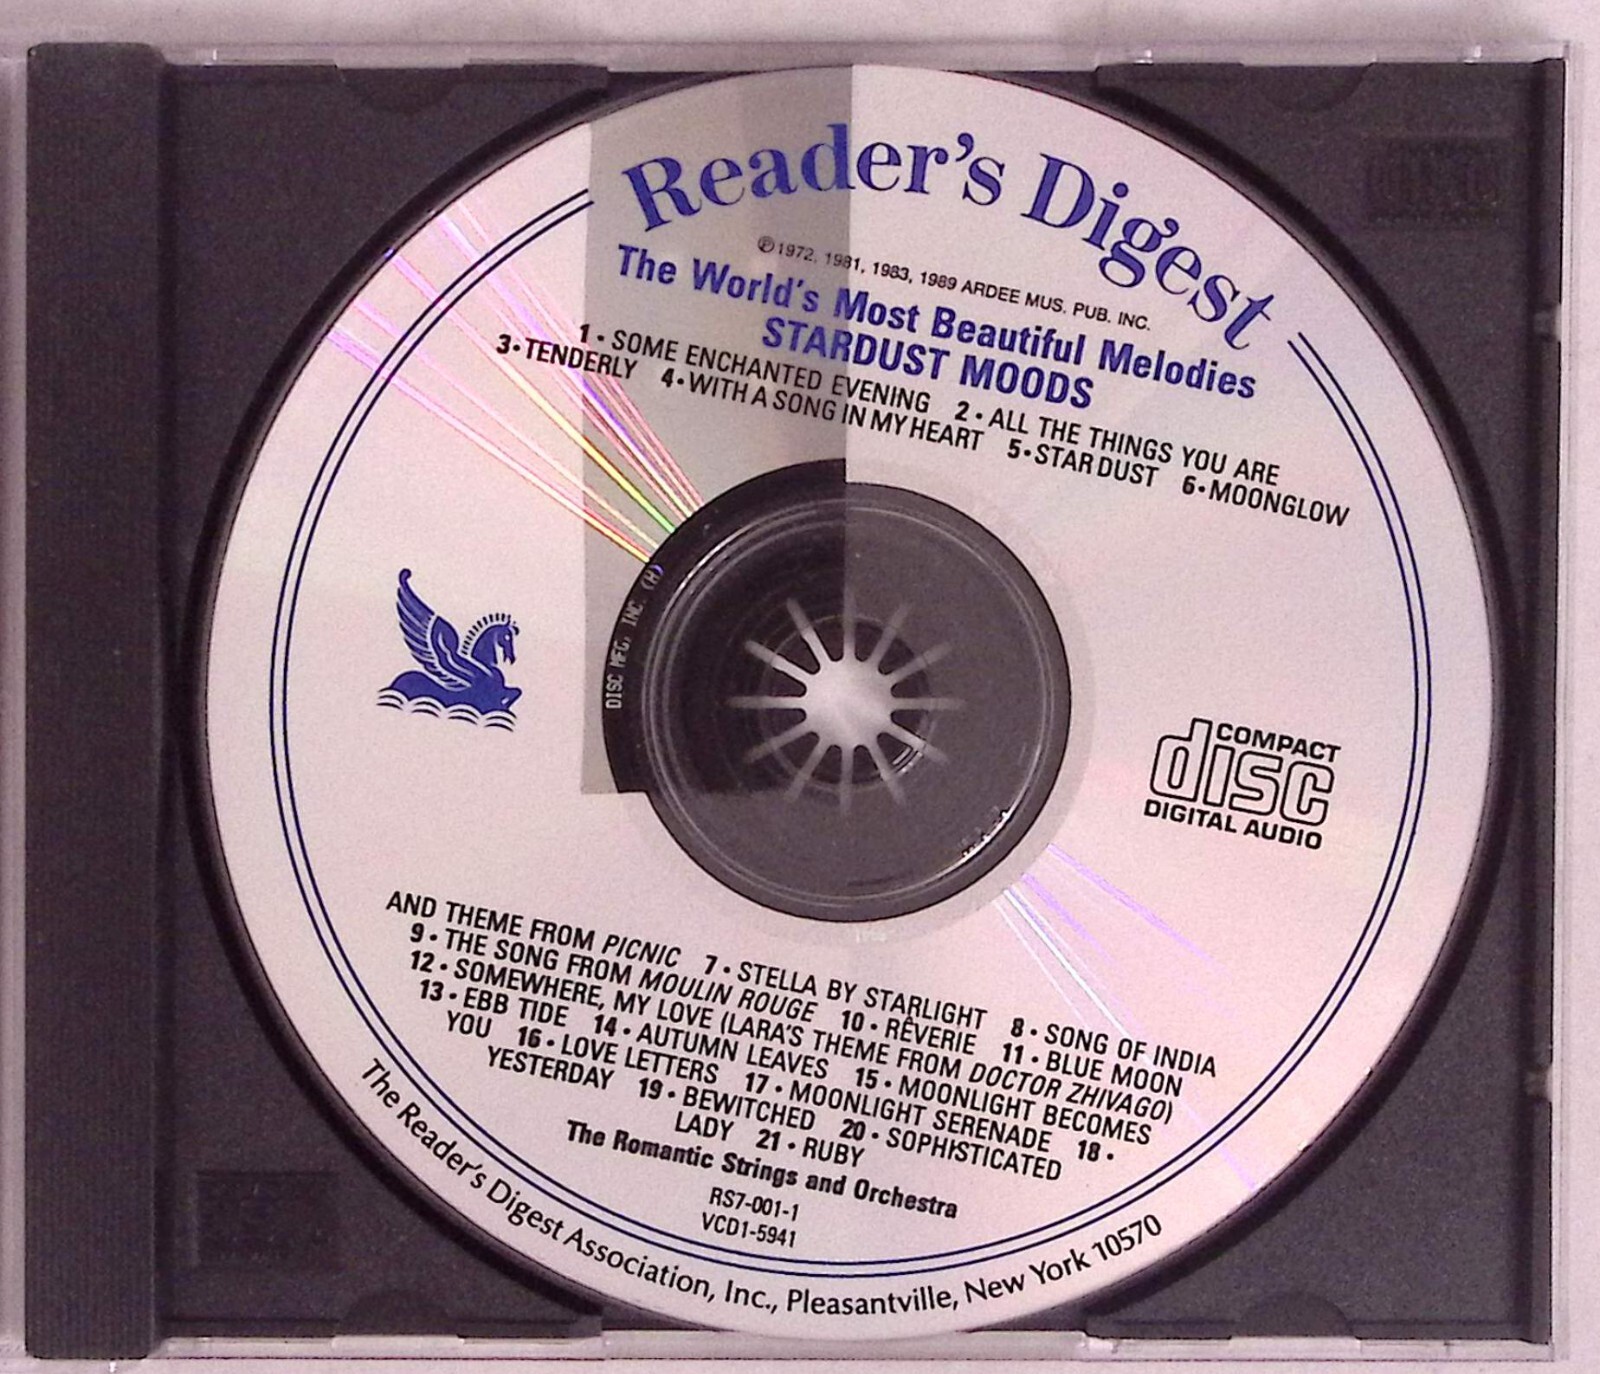 Reader's Digest
℗1972, 1981, 1983, 1989 ARDEE MUS. PUB. INC.
The World's Most Beautiful Melodies
STARDUST MOODS
1 • SOME ENCHANTED EVENING 2 • ALL THE THINGS YOU ARE
3 • TENDERLY 4 • WITH A SONG IN MY HEART 5 • STAR DUST 6 • MOONGLOW
DISC MFG, INC. (H)
COMPACT
disc
DIGITAL AUDIO
AND THEME FROM PICNIC 7 • STELLA BY STARLIGHT 8 • SONG OF INDIA
9 • THE SONG FROM MOULIN ROUGE 10 • RÊVERIE 11 • BLUE MOON
12 • SOMEWHERE, MY LOVE (LARA'S THEME FROM DOCTOR ZHIVAGO)
13 • EBB TIDE 14 • AUTUMN LEAVES 15 • MOONLIGHT BECOMES
YOU 16 • LOVE LETTERS 17 • MOONLIGHT SERENADE 18 •
YESTERDAY 19 • BEWITCHED 20 • SOPHISTICATED
LADY 21 • RUBY
The Romantic Strings and Orchestra
RS7-001-1
VCD1-5941
The Reader's Digest Association, Inc., Pleasantville, New York 10570